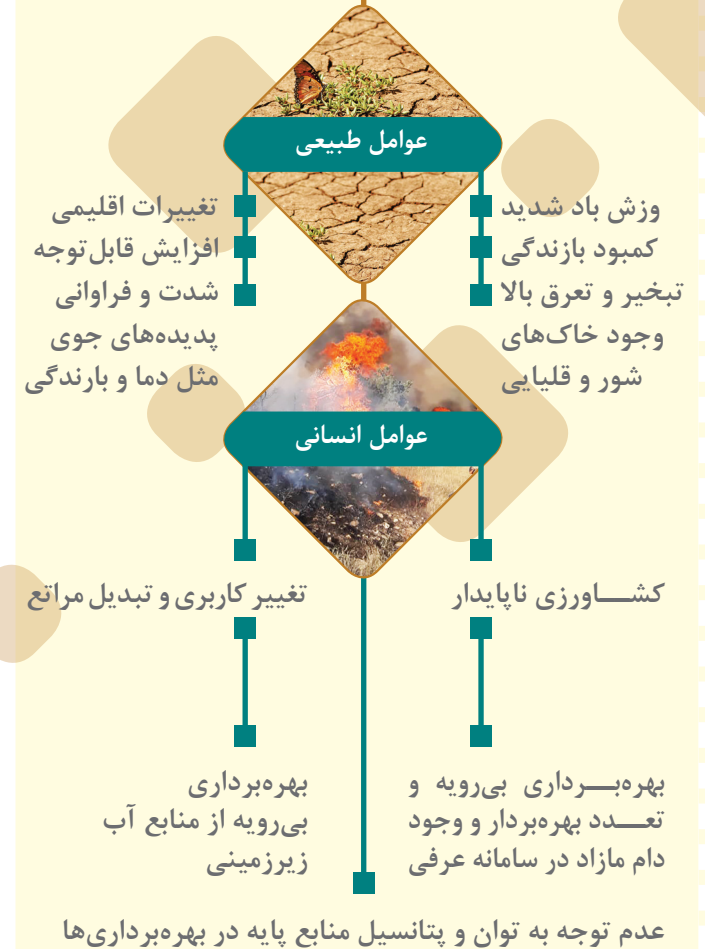 عوامل طبیعی
وزش باد شدید
کمبود بازندگی
تبخیر و تعرق بالا
وجود خاک‌های
شور و قلیایی
تغییرات اقلیمی
افزایش قابل‌توجه
شدت و فراوانی
پدیده‌های جوی
مثل دما و بارندگی
عوامل انسانی
کشـــاورزی ناپایدار
تغییر کاربری و تبدیل مراتع
بهره‌بـــرداری بی‌رویه و
تعـــدد بهره‌بردار و وجود
دام مازاد در سامانه عرفی
بهره‌برداری
بی‌رویه از منابع آب
زیرزمینی
عدم توجه به توان و پتانسیل منابع پایه در بهره‌برداری‌ها